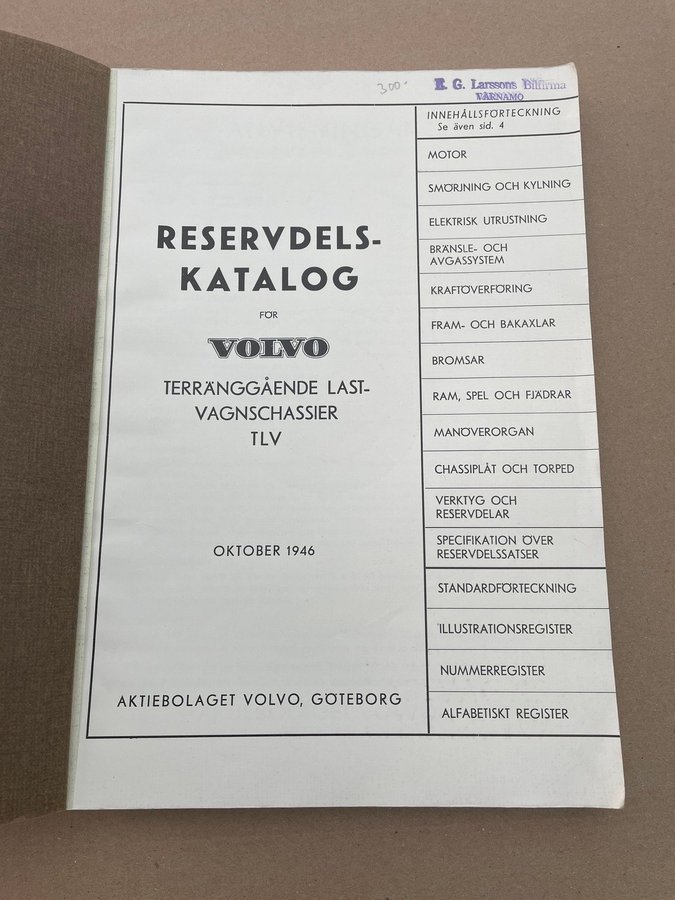 300:
E. G. Larssons Bilfirma
VÄRNAMO
RESERVDELS-
KATALOG
FÖR
VOLVO
TERRÄNGGÅENDE LAST-
VAGNSCHASSIER
TLV
OKTOBER 1946
AKTIEBOLAGET VOLVO, GÖTEBORG
INNEHÅLLSFÖRTECKNING
Se även sid. 4
MOTOR
SMÖRJNING OCH KYLNING
ELEKTRISK UTRUSTNING
BRÄNSLE- OCH
AVGASSYSTEM
KRAFTÖVERFÖRING
FRAM- OCH BAKAXLAR
BROMSAR
RAM, SPEL OCH FJÄDRAR
MANÖVERORGAN
CHASSIPLÅT OCH TORPED
VERKTYG OCH
RESERVDELAR
SPECIFIKATION ÖVER
RESERVDELSSATSER
STANDARDFÖRTECKNING
ILLUSTRATIONSREGISTER
NUMMERREGISTER
ALFABETISKT REGISTER